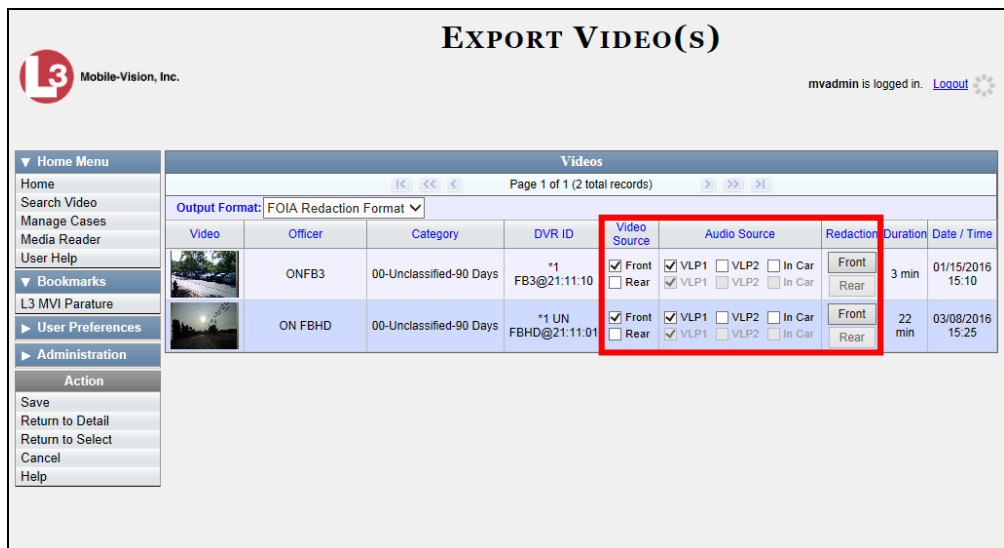 EXPORT VIDEO(S)
L3 Mobile-Vision, Inc.
mvadmin is logged in. Logout
▼ Home Menu
Home
Search Video
Manage Cases
Media Reader
User Help
▼ Bookmarks
L3 MVI Parature
▶ User Preferences
▶ Administration
Action
Save
Return to Detail
Return to Select
Cancel
Help
Videos
Page 1 of 1 (2 total records)
Output Format: FOIA Redaction Format
Video Officer Category DVR ID Video Source Audio Source Redaction Duration Date / Time
ONFB3 00-Unclassified-90 Days *1 FB3@21:11:10
Front VLP1 VLP2 In Car Front
Rear VLP1 VLP2 In Car Rear
3 min 01/15/2016 15:10
ON FBHD 00-Unclassified-90 Days *1 UN FBHD@21:11:01
Front VLP1 VLP2 In Car Front
Rear VLP1 VLP2 In Car Rear
22 min 03/08/2016 15:25